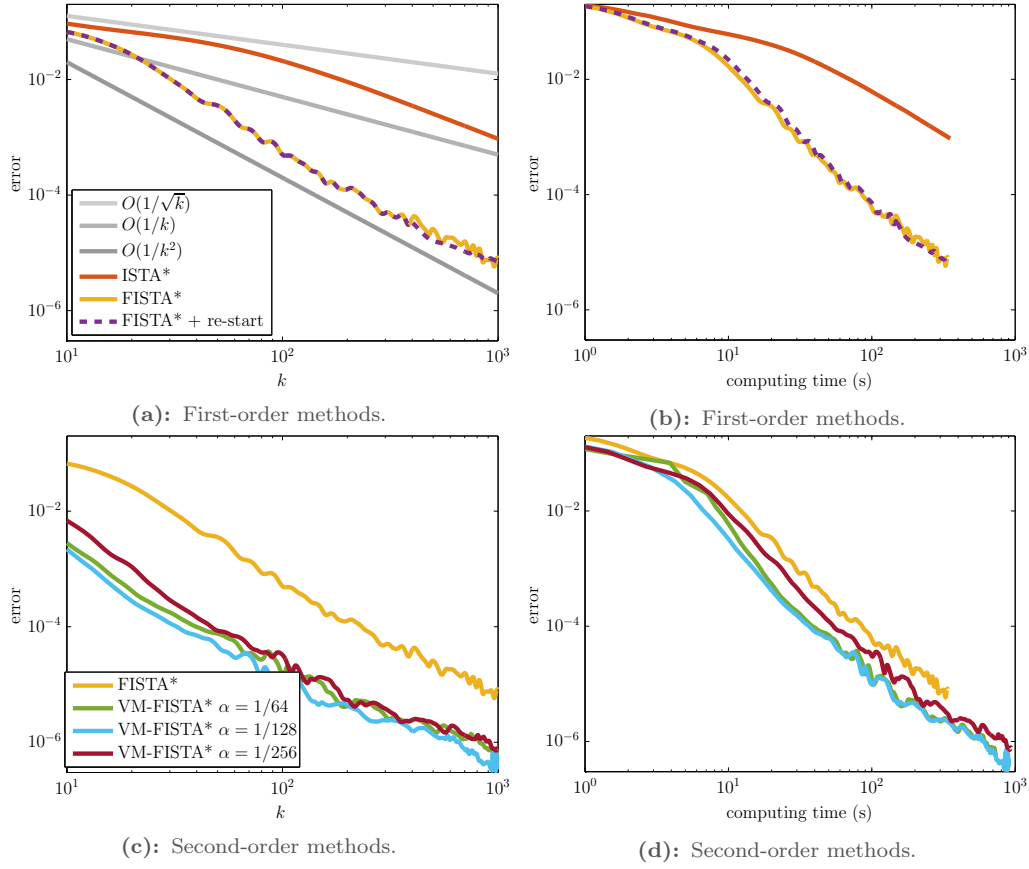 10^{-2}
10^{-4}
10^{-6}
error
O(1/\sqrt{k})
O(1/k)
O(1/k^2)
ISTA*
FISTA*
FISTA* + re-start
10^1
10^2
10^3
k
(a): First-order methods.
10^{-2}
10^{-4}
10^{-6}
error
10^0
10^1
10^2
10^3
computing time (s)
(b): First-order methods.
10^{-2}
10^{-4}
10^{-6}
error
FISTA*
VM-FISTA* α = 1/64
VM-FISTA* α = 1/128
VM-FISTA* α = 1/256
10^1
10^2
10^3
k
(c): Second-order methods.
10^{-2}
10^{-4}
10^{-6}
error
10^0
10^1
10^2
10^3
computing time (s)
(d): Second-order methods.